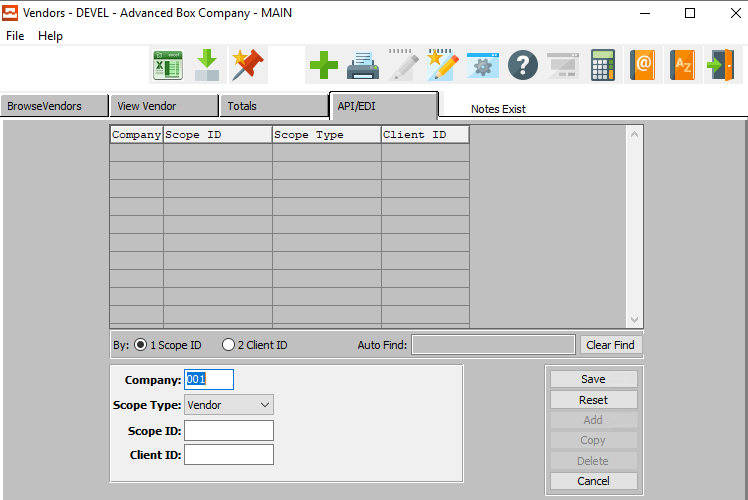 Vendors - DEVEL - Advanced Box Company - MAIN
File Help
excel
@ AZ
BrowseVendors View Vendor Totals API/EDI Notes Exist
Company Scope ID Scope Type Client ID
By: 1 Scope ID 2 Client ID Auto Find: Clear Find
Company: 001
Scope Type: Vendor
Scope ID:
Client ID:
Save
Reset
Add
Copy
Delete
Cancel